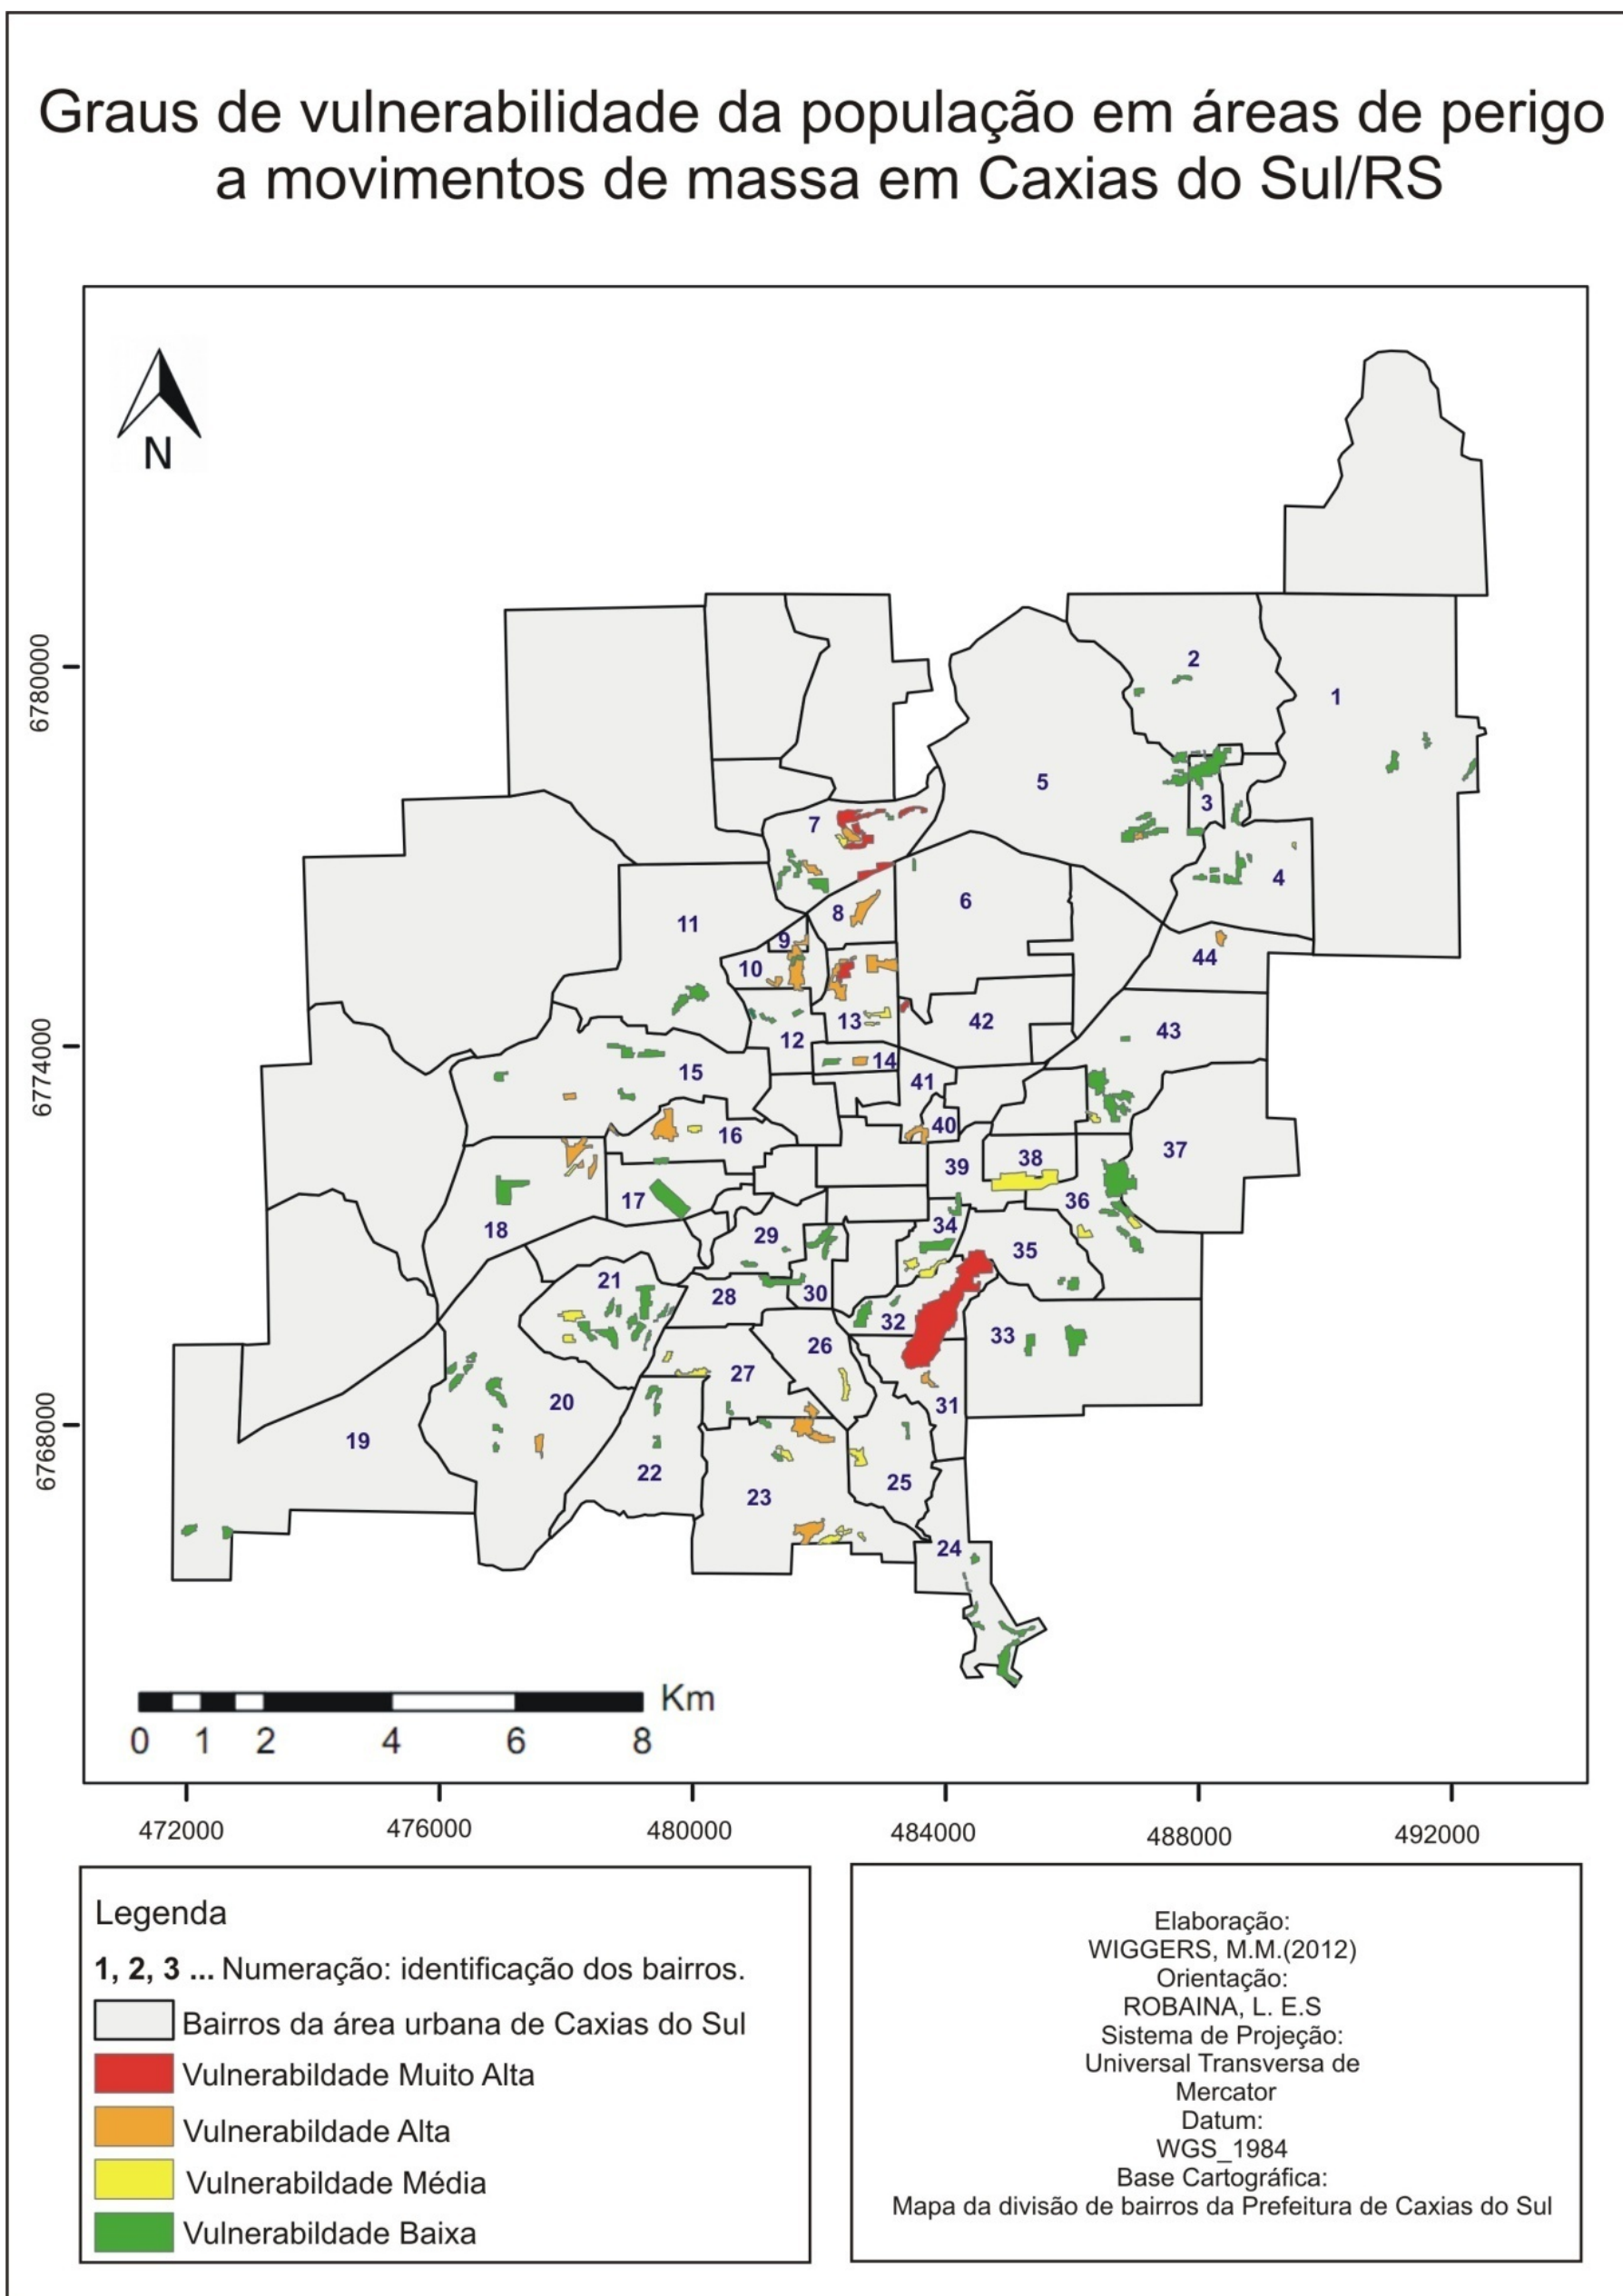 Graus de vulnerabilidade da população em áreas de perigo
a movimentos de massa em Caxias do Sul/RS
N
6780000
6774000
6768000
2
1
5
3
7
4
6
8
11
9
44
10
13
42
43
12
14
15
41
40
16
37
38
39
17
36
18
34
29
35
21
30
28
32
33
26
27
20
31
19
22
25
23
24
Km
0 1 2 4 6 8
472000 476000 480000 484000 488000 492000
Legenda
1, 2, 3 ... Numeração: identificação dos bairros.
Bairros da área urbana de Caxias do Sul
Vulnerabildade Muito Alta
Vulnerabildade Alta
Vulnerabildade Média
Vulnerabildade Baixa
Elaboração:
WIGGERS, M.M.(2012)
Orientação:
ROBAINA, L. E.S
Sistema de Projeção:
Universal Transversa de
Mercator
Datum:
WGS_1984
Base Cartográfica:
Mapa da divisão de bairros da Prefeitura de Caxias do Sul